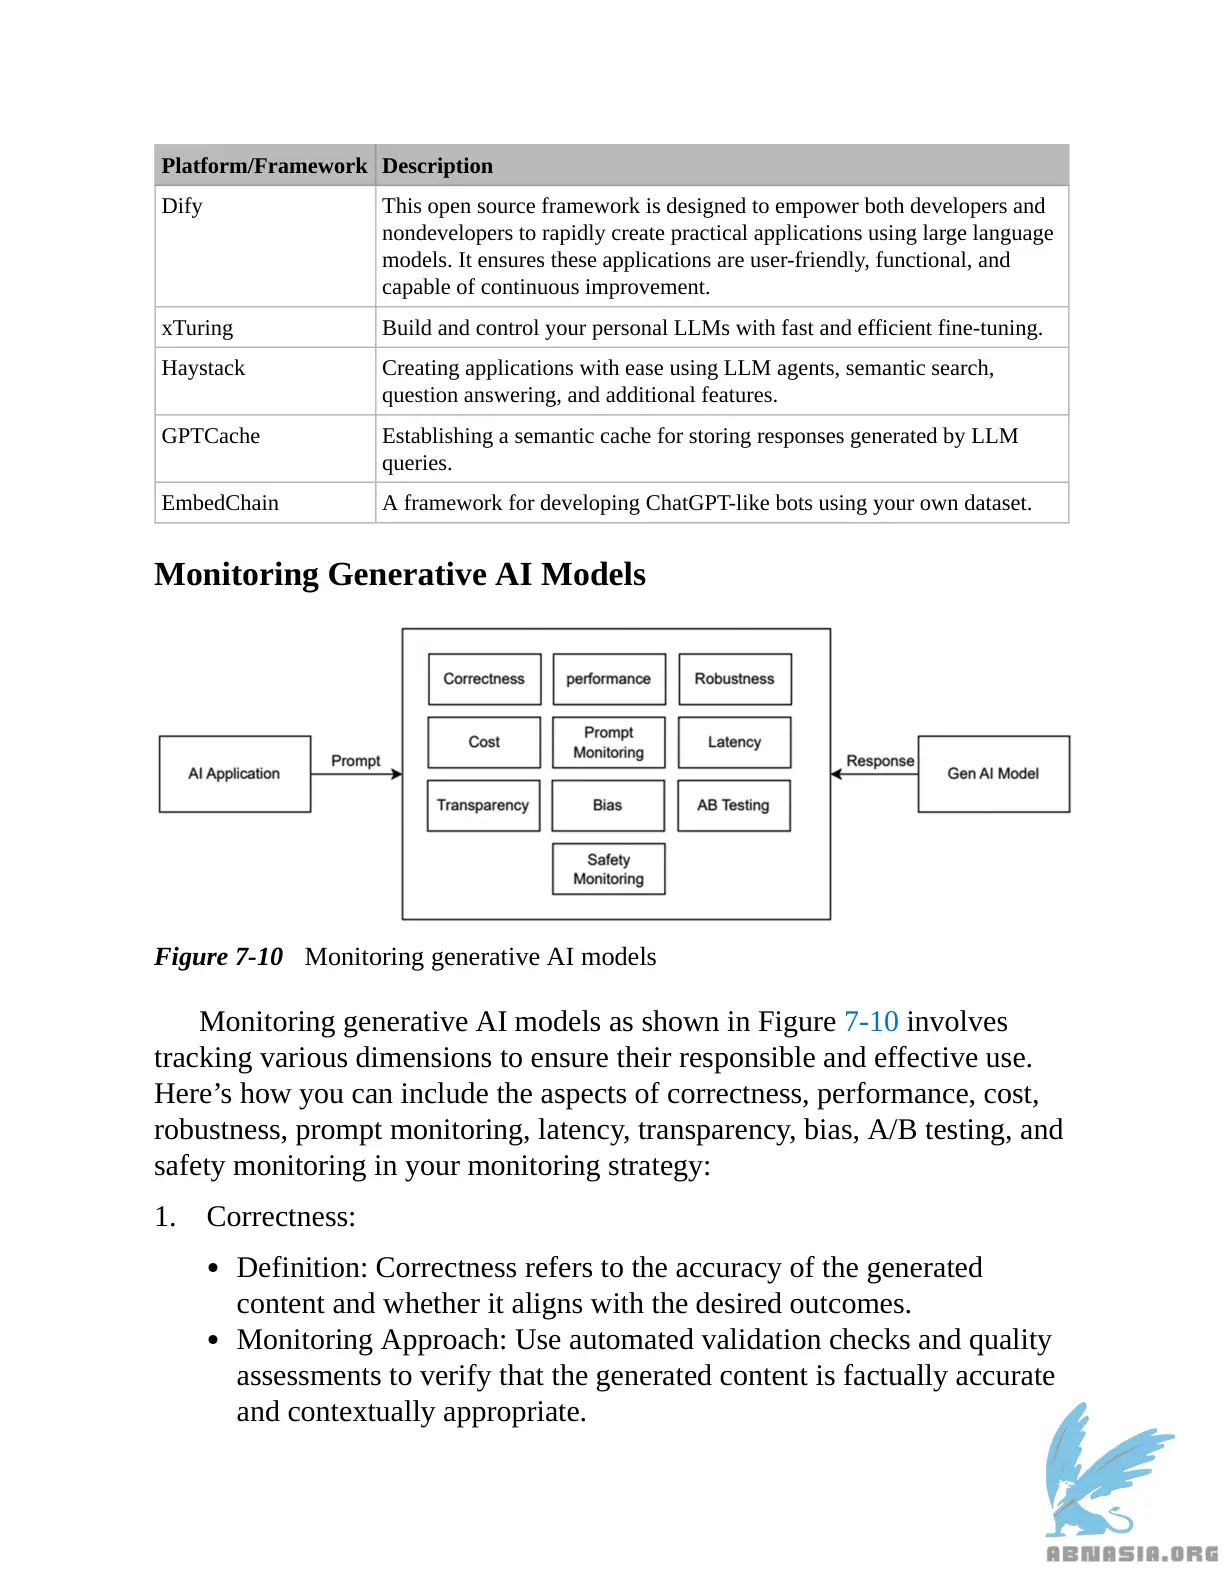 Platform/Framework Description
Dify This open source framework is designed to empower both developers and
nondevelopers to rapidly create practical applications using large language
models. It ensures these applications are user-friendly, functional, and
capable of continuous improvement.
xTuring Build and control your personal LLMs with fast and efficient fine-tuning.
Haystack Creating applications with ease using LLM agents, semantic search,
question answering, and additional features.
GPTCache Establishing a semantic cache for storing responses generated by LLM
queries.
EmbedChain A framework for developing ChatGPT-like bots using your own dataset.
Monitoring Generative AI Models
Correctness performance Robustness
Cost Prompt Monitoring Latency
AI Application Prompt Response Gen AI Model
Transparency Bias AB Testing
Safety
Monitoring
Figure 7-10 Monitoring generative AI models
Monitoring generative AI models as shown in Figure 7-10 involves
tracking various dimensions to ensure their responsible and effective use.
Here’s how you can include the aspects of correctness, performance, cost,
robustness, prompt monitoring, latency, transparency, bias, A/B testing, and
safety monitoring in your monitoring strategy:
1. Correctness:
• Definition: Correctness refers to the accuracy of the generated
content and whether it aligns with the desired outcomes.
• Monitoring Approach: Use automated validation checks and quality
assessments to verify that the generated content is factually accurate
and contextually appropriate.
ABNASIA.ORG